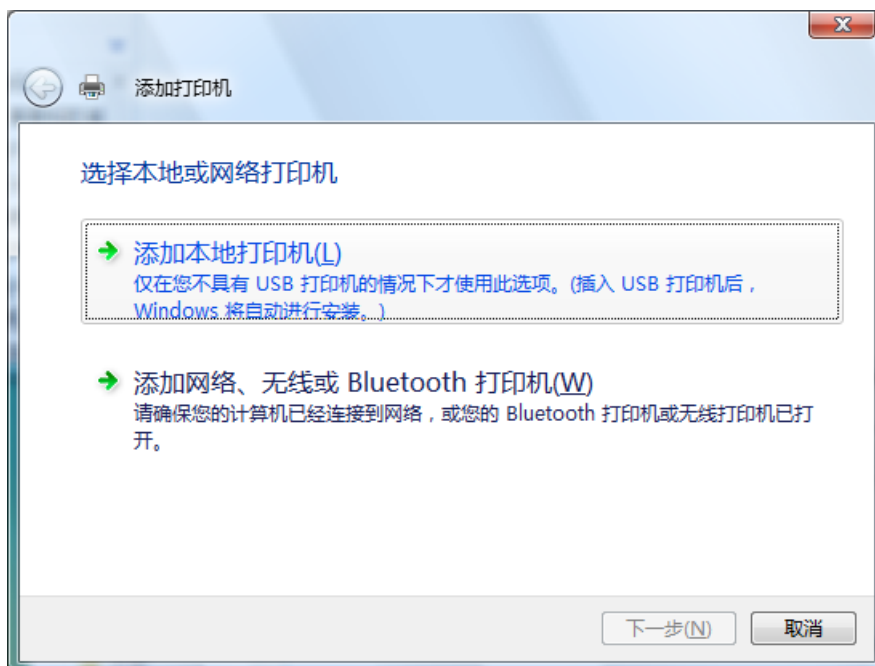 添加打印机
选择本地或网络打印机
添加本地打印机(L)
仅在您不具有 USB 打印机的情况下才使用此选项。(插入 USB 打印机后，
Windows 将自动进行安装。)
添加网络、无线或 Bluetooth 打印机(W)
请确保您的计算机已经连接到网络，或您的 Bluetooth 打印机或无线打印机已打
开。
下一步(N)
取消